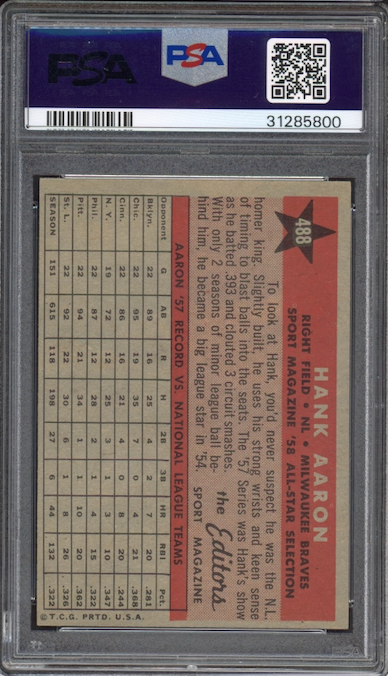 PSA
PSA
31285800
488
HANK AARON
RIGHT FIELD • NL • MILWAUKEE BRAVES
SPORT MAGAZINE '58 ALL-STAR SELECTION
To look at Hank, you'd never suspect he was the N.L.
homer king. Slightly built, he uses his strong wrists and keen sense
of timing to blast balls into the seats. The '57 Series was Hank's show
as he batted .393 and clouted 3 circuit smashes.
With only 2 seasons of minor league ball be-
hind him, he became a big league star in '54.
the Editors
SPORT MAGAZINE
AARON '57 RECORD VS. NATIONAL LEAGUE TEAMS
Opponent G AB R H 2B 3B HR RBI Pct.
Bklyn. 22 89 16 25 4 2 7 20 .281
Chic. 22 95 15 35 7 0 4 21 .368
Cinn. 22 86 16 21 4 0 8 20 .244
N.Y. 19 72 12 25 3 1 3 10 .347
Phil. 22 87 16 28 2 1 4 15 .322
Pitt. 22 94 21 34 1 1 10 20 .362
St. L. 22 92 22 30 6 1 8 26 .326
SEASON 151 615 118 198 27 6 44 132 .322
© T.C.G. PRTD. U.S.A.